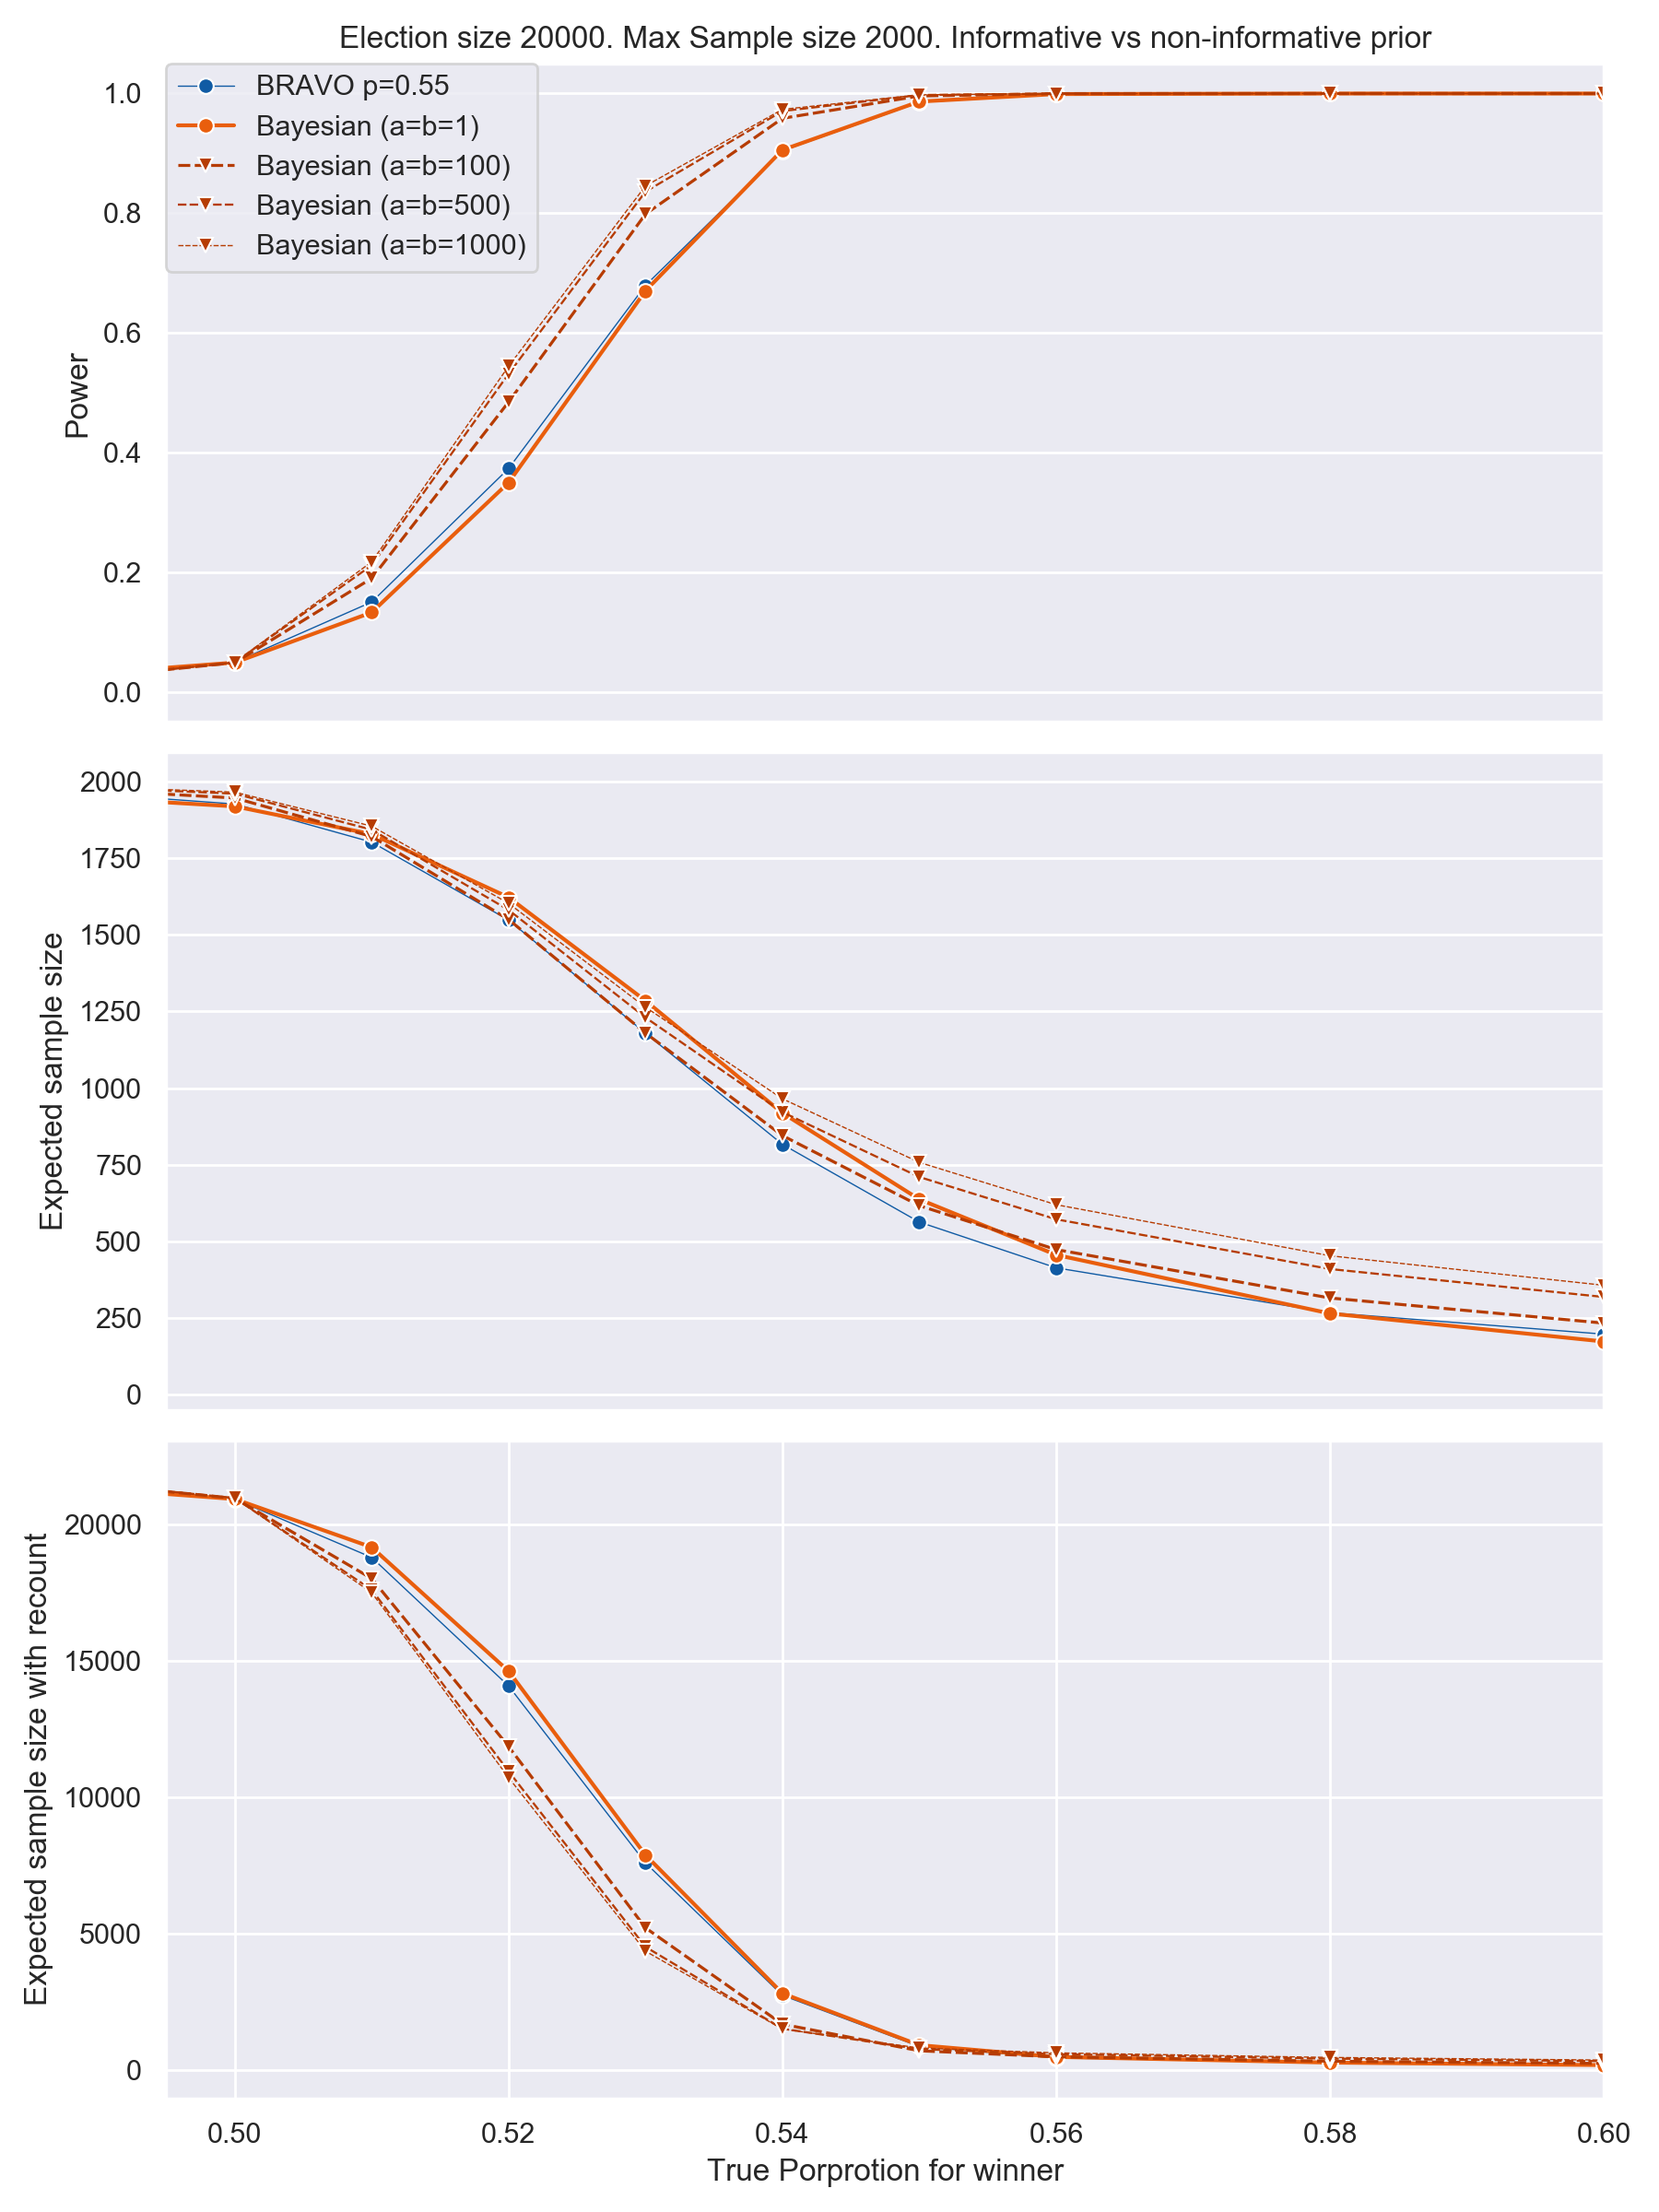 Election size 20000. Max Sample size 2000. Informative vs non-informative prior
BRAVO p=0.55
Bayesian (a=b=1)
Bayesian (a=b=100)
Bayesian (a=b=500)
Bayesian (a=b=1000)
1.0
0.8
0.6
0.4
0.2
0.0
Power
2000
1750
1500
1250
1000
750
500
250
0
Expected sample size
20000
15000
10000
5000
0
Expected sample size with recount
0.50 0.52 0.54 0.56 0.58 0.60
True Porprotion for winner